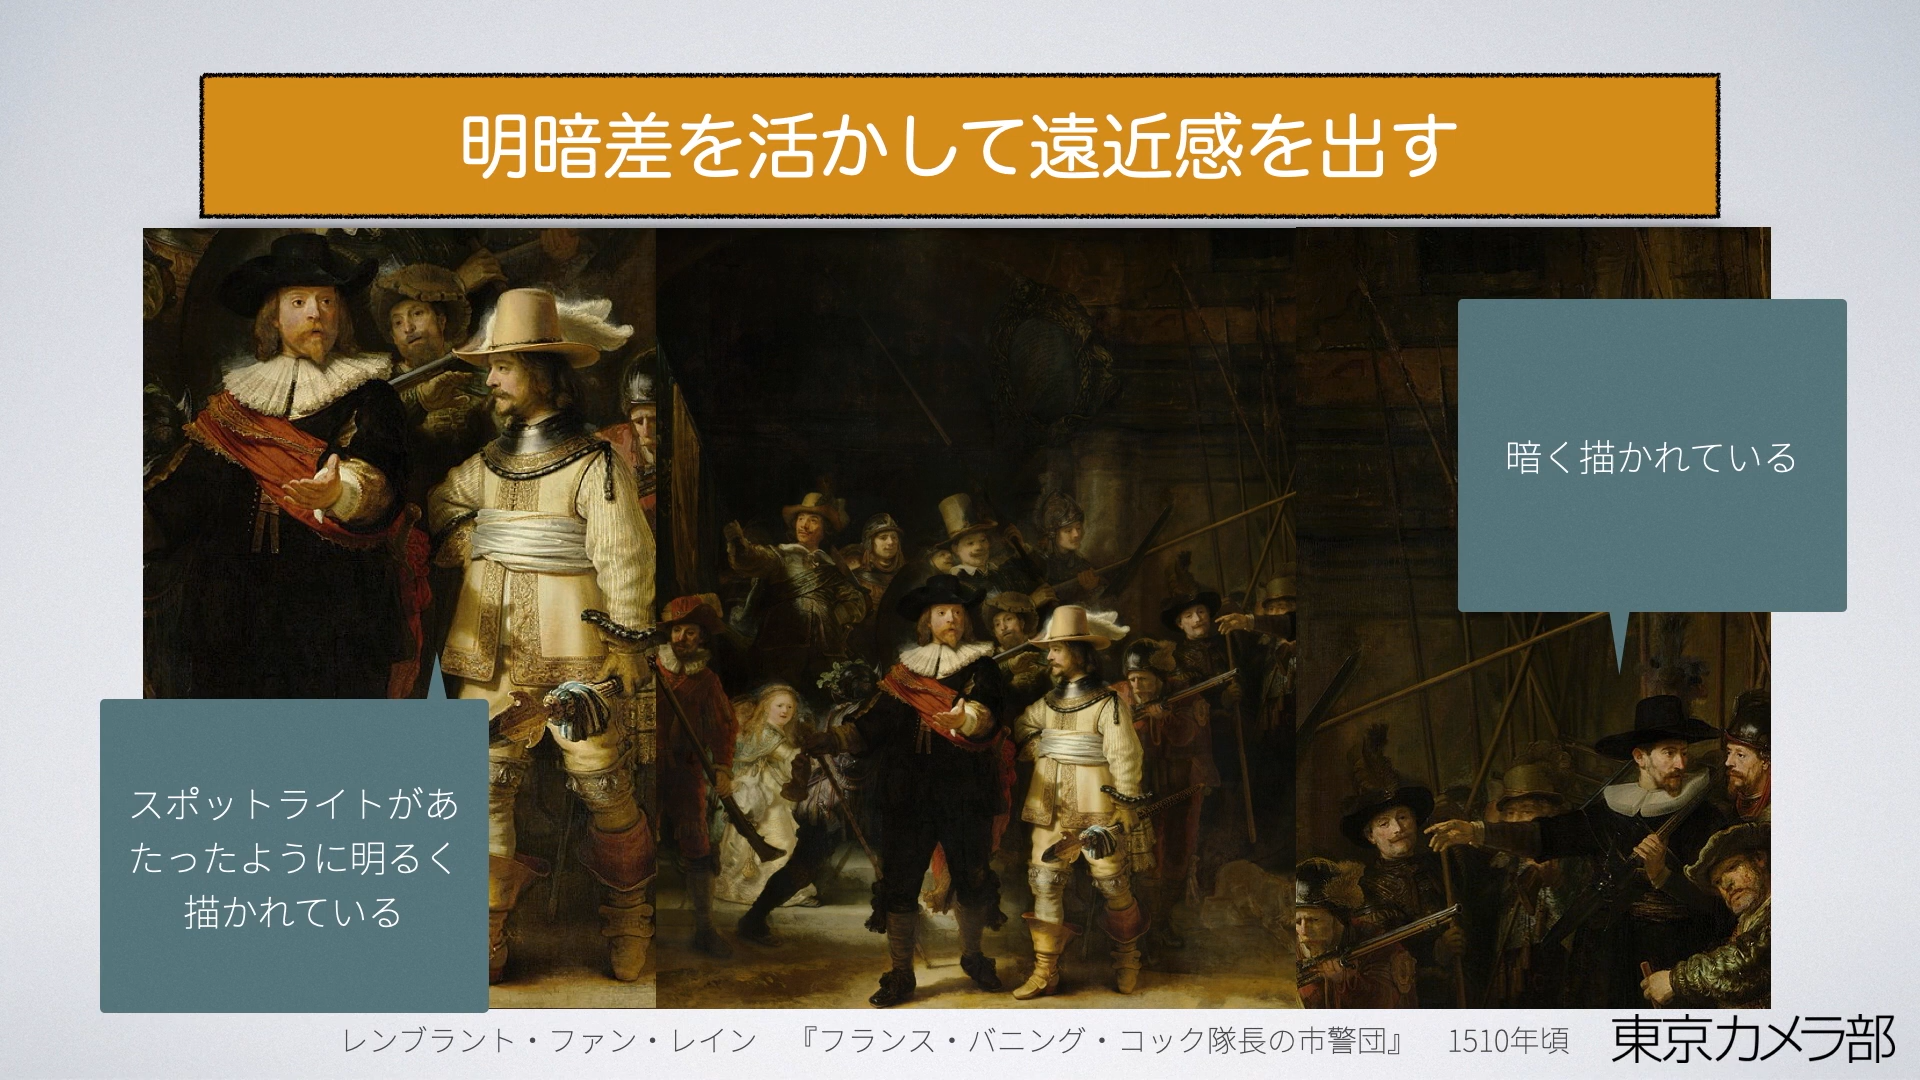 明暗差を活かして遠近感を出す
暗く描かれている
スポットライトがあ
たったように明るく
描かれている
レンブラント・ファン・レイン　『フランス・バニング・コック隊長の市警団』　1510年頃
東京カメラ部